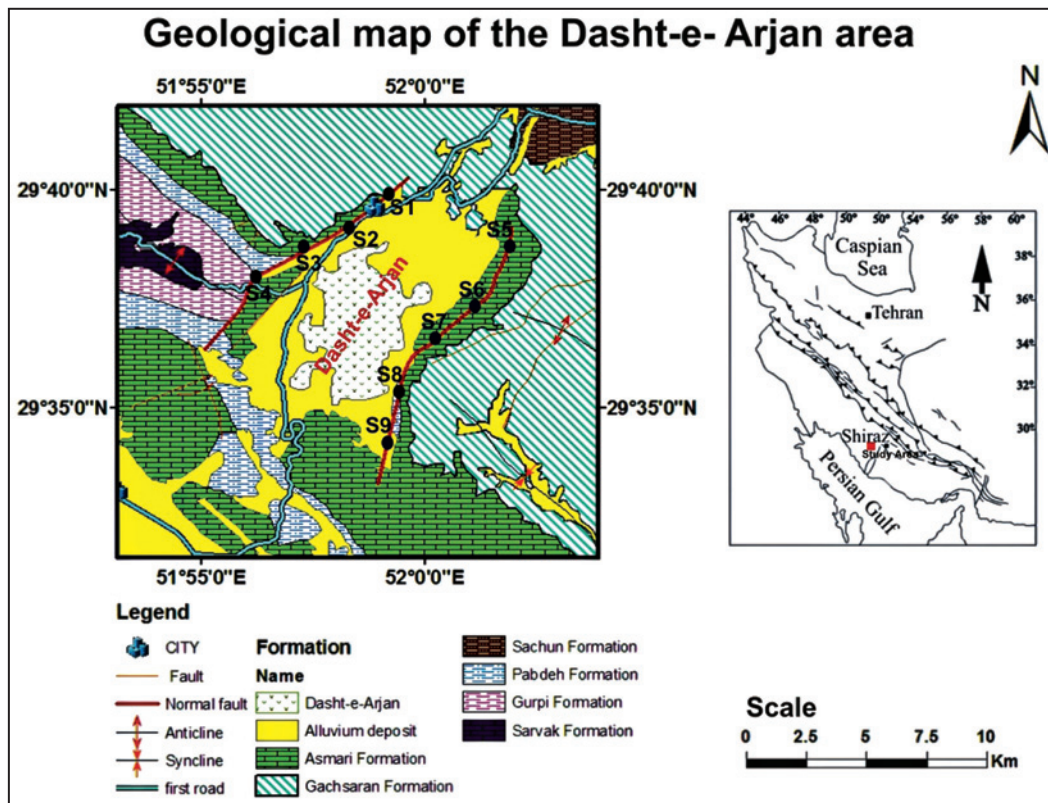 Geological map of the Dasht-e- Arjan area
51°55'0"E 52°0'0"E
N
29°40'0"N 29°40'0"N
S1
S2
S3
S4
S5
S6
S7
S8
S9
Dasht-e-Arjan
29°35'0"N 29°35'0"N
51°55'0"E 52°0'0"E
44° 46° 48° 50° 52° 54° 56° 58° 60°
Caspian
Sea
38°
36°
34°
32°
30°
N
Tehran
Shiraz
Study Area
Persian Gulf
Legend
CITY
Fault
Normal fault
Anticline
Syncline
first road
Formation
Name
Dasht-e-Arjan
Alluvium deposit
Asmari Formation
Gachsaran Formation
Sachun Formation
Pabdeh Formation
Gurpi Formation
Sarvak Formation
Scale
0 2.5 5 7.5 10
Km